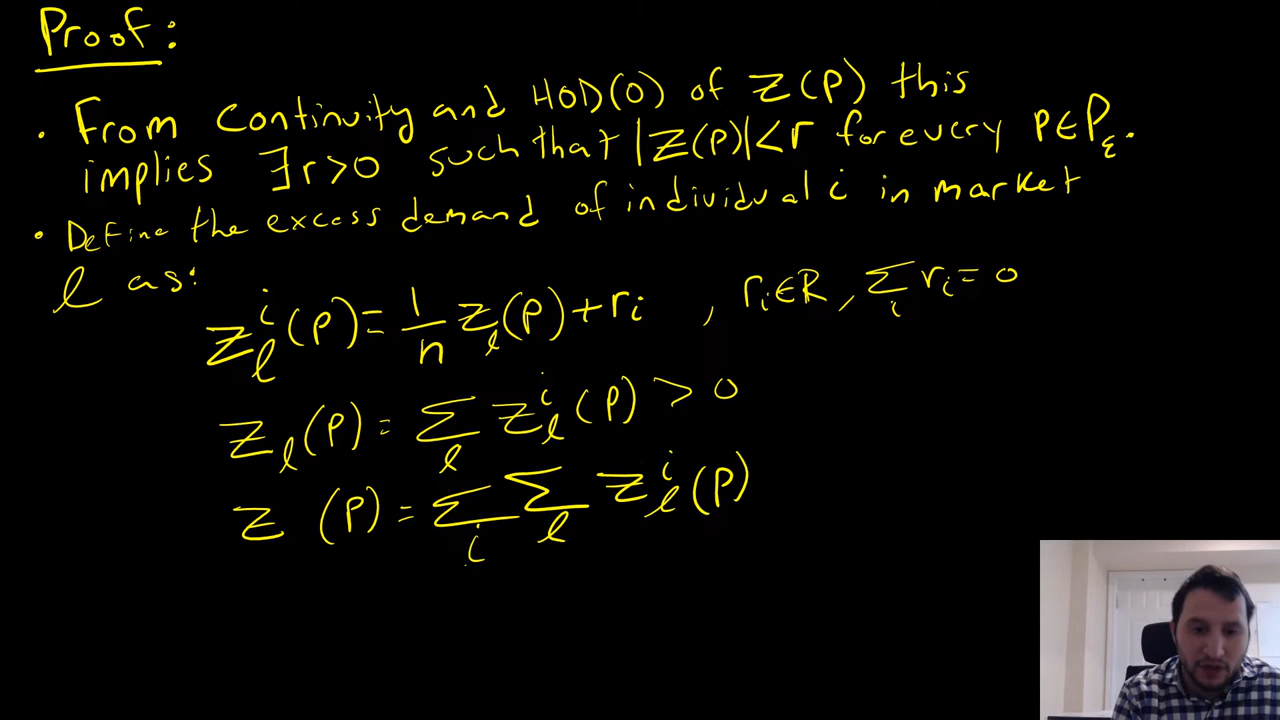 Proof:
• From continuity and HOD(0) of Z(P) this
implies ∃r>0 such that |Z(P)|<r for every P∈P_ε.
• Define the excess demand of individual i in market
l as:
z_l^i(P) = 1/n z_l(P) + r_i , r_i∈R, Σ_i r_i = 0
z_l(P) = Σ_l z_l^i(P) > 0
z (P) = Σ_i Σ_l z_l^i(P)